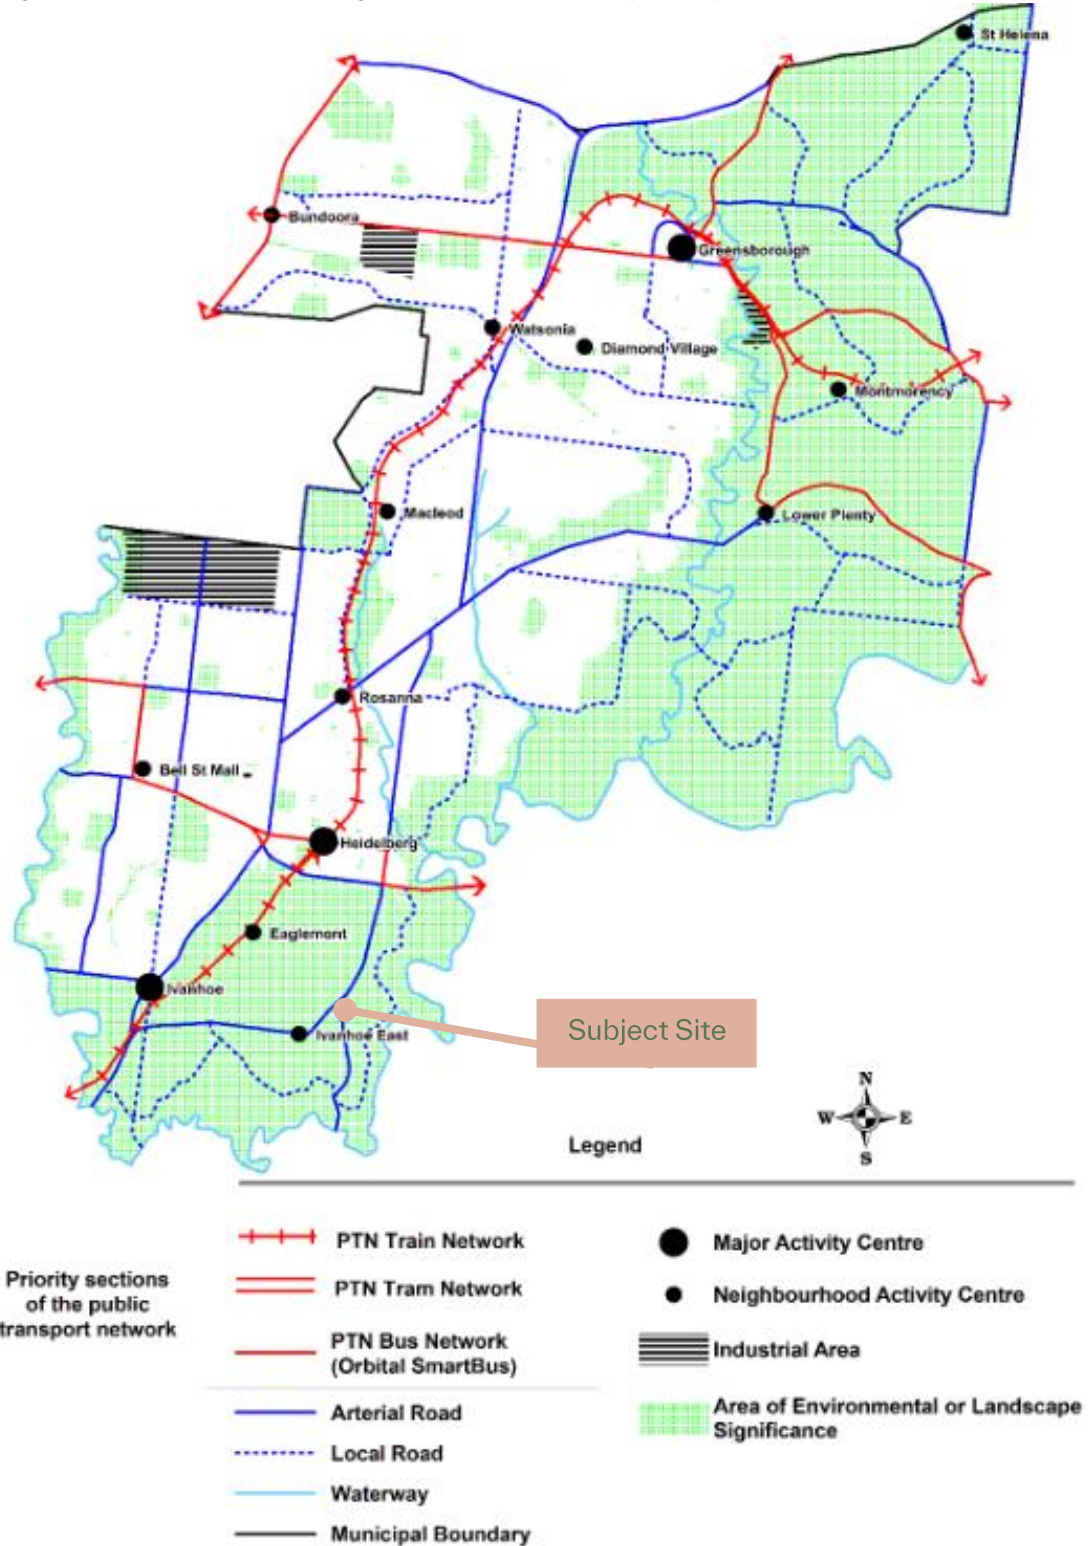 St Helena
Bundoora
Greensborough
Watsonia
Diamond Village
Montmorency
Macleod
Lower Plenty
Rosanna
Bell St Mall
Heidelberg
Eaglemont
Ivanhoe
Subject Site
Ivanhoe East
N
W
E
S
Legend
Priority sections
of the public
transport network
PTN Train Network
PTN Tram Network
PTN Bus Network
(Orbital SmartBus)
Arterial Road
Local Road
Waterway
Municipal Boundary
Major Activity Centre
Neighbourhood Activity Centre
Industrial Area
Area of Environmental or Landscape
Significance